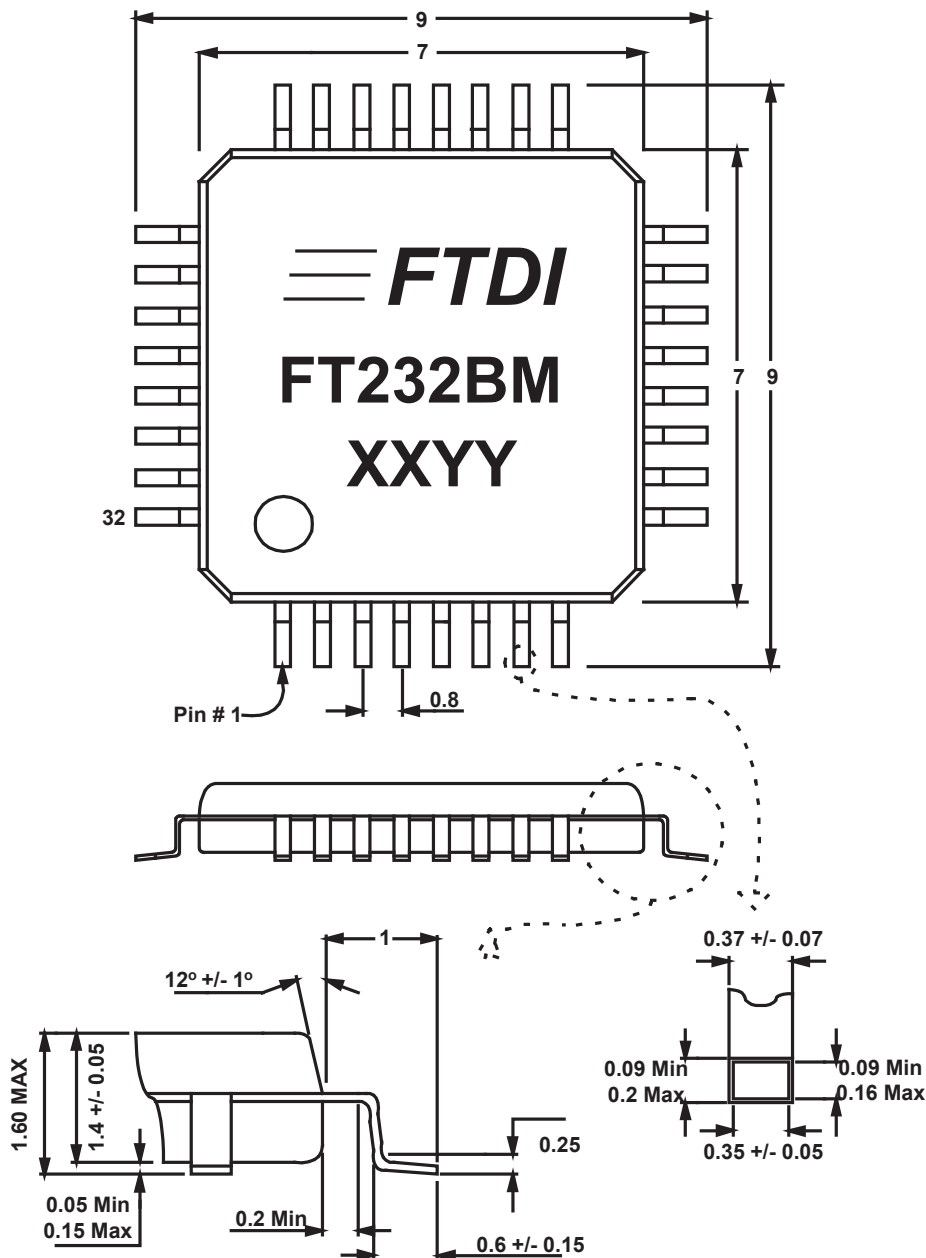 9
7
FTDI
FT232BM
XXYY
7
9
32
Pin # 1
0.8
1
0.37 +/- 0.07
12º +/- 1º
1.60 MAX
1.4 +/- 0.05
0.09 Min
0.2 Max
0.09 Min
0.16 Max
0.25
0.35 +/- 0.05
0.05 Min
0.15 Max
0.2 Min
0.6 +/- 0.15